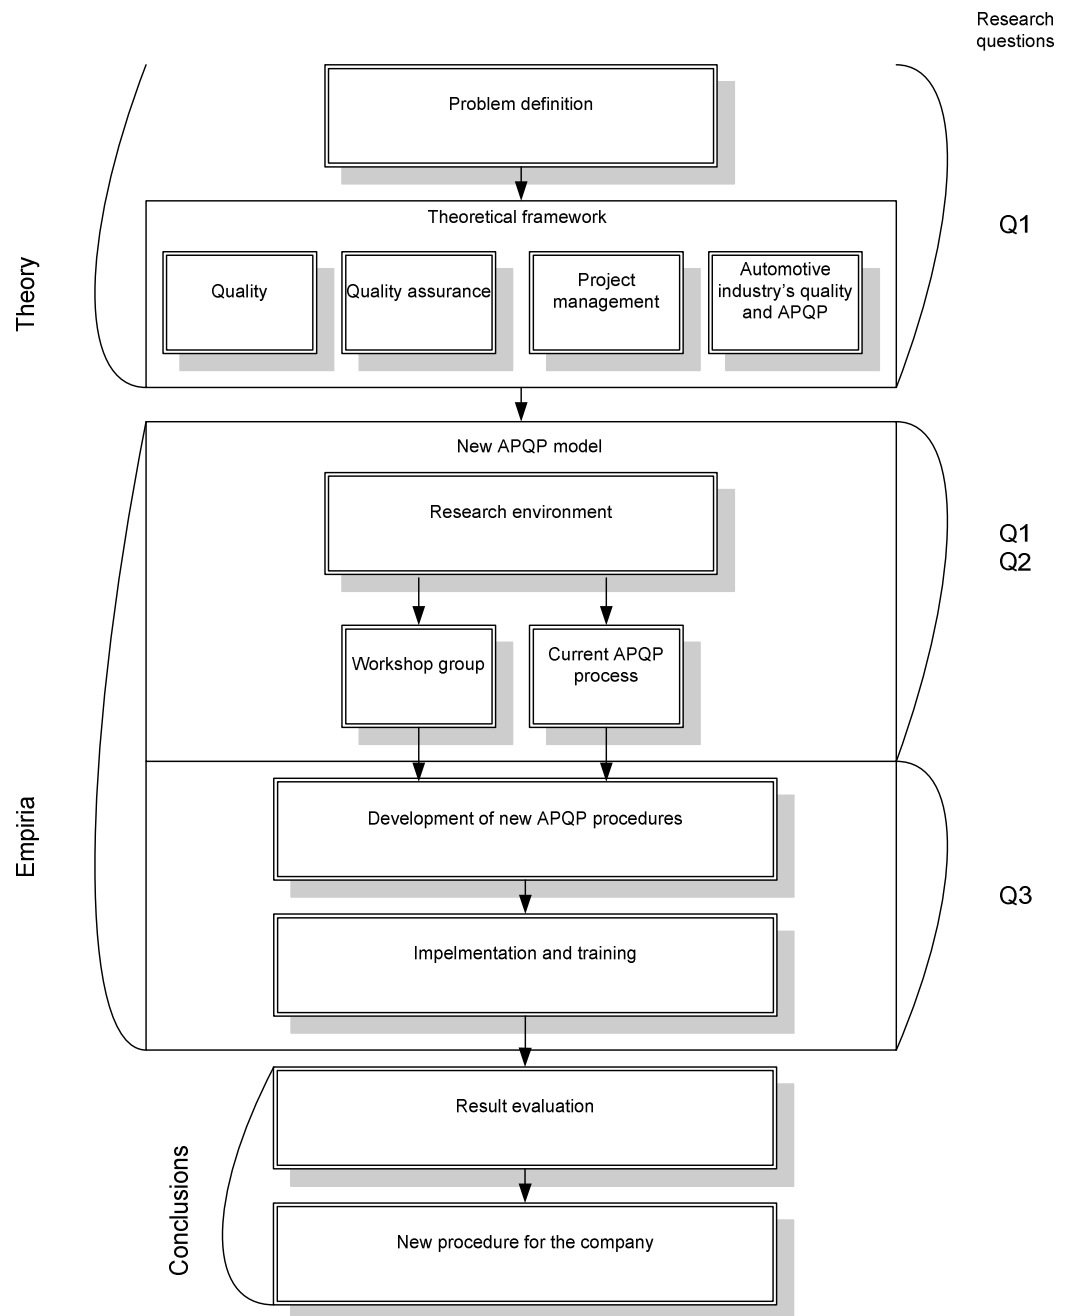 Research
questions
Problem definition
Theory
Theoretical framework
Q1
Quality
Quality assurance
Project
management
Automotive
industry's quality
and APQP
New APQP model
Research environment
Q1
Q2
Workshop group
Current APQP
process
Empiria
Development of new APQP procedures
Q3
Impelmentation and training
Conclusions
Result evaluation
New procedure for the company